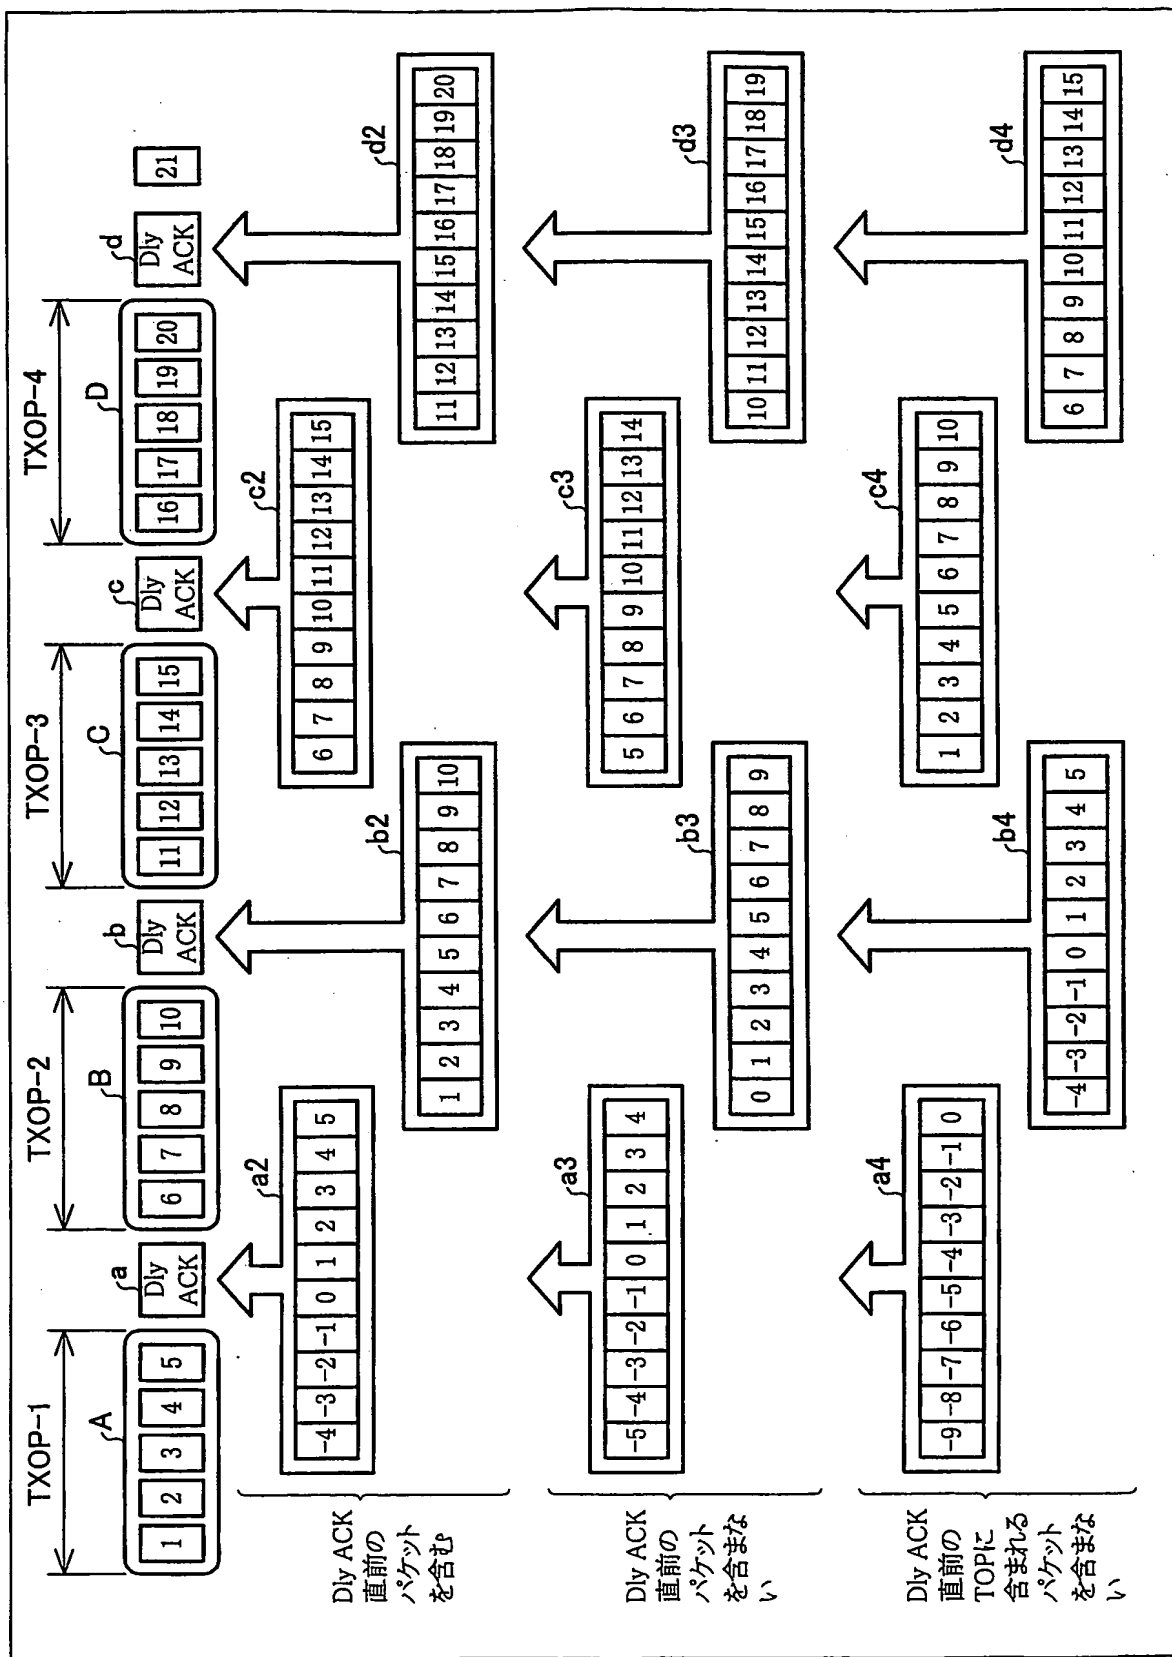 TXOP-1 TXOP-2 TXOP-3 TXOP-4
A B C D
1 2 3 4 5
a
Dly
ACK
6 7 8 9 10
b
Dly
ACK
11 12 13 14 15
c
Dly
ACK
16 17 18 19 20
d
Dly
ACK
21
Dly ACK
直前の
パケット
を含む
a2
-4 -3 -2 -1 0 1 2 3 4 5
b2
1 2 3 4 5 6 7 8 9 10
c2
6 7 8 9 10 11 12 13 14 15
d2
11 12 13 14 15 16 17 18 19 20
Dly ACK
直前の
パケット
を含まな
い
a3
-5 -4 -3 -2 -1 0 1 2 3 4
b3
0 1 2 3 4 5 6 7 8 9
c3
5 6 7 8 9 10 11 12 13 14
d3
10 11 12 13 14 15 16 17 18 19
Dly ACK
直前の
TOPに
含まれる
パケット
を含まな
い
a4
-9 -8 -7 -6 -5 -4 -3 -2 -1 0
b4
-4 -3 -2 -1 0 1 2 3 4 5
c4
1 2 3 4 5 6 7 8 9 10
d4
6 7 8 9 10 11 12 13 14 15